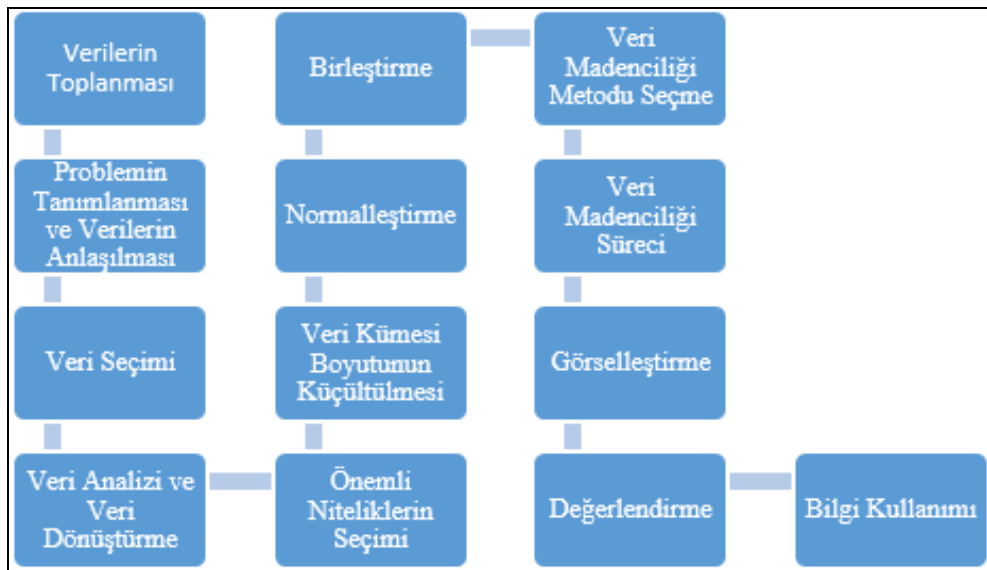 Verilerin
Toplanması
Problemin
Tanımlanması
ve Verilerin
Anlaşılması
Veri Seçimi
Veri Analizi ve
Veri
Dönüştürme
Önemli
Niteliklerin
Seçimi
Veri Kümesi
Boyutunun
Küçültülmesi
Normalleştirme
Birleştirme
Veri
Madenciliği
Metodu Seçme
Veri
Madenciliği
Süreci
Görselleştirme
Değerlendirme
Bilgi Kullanımı